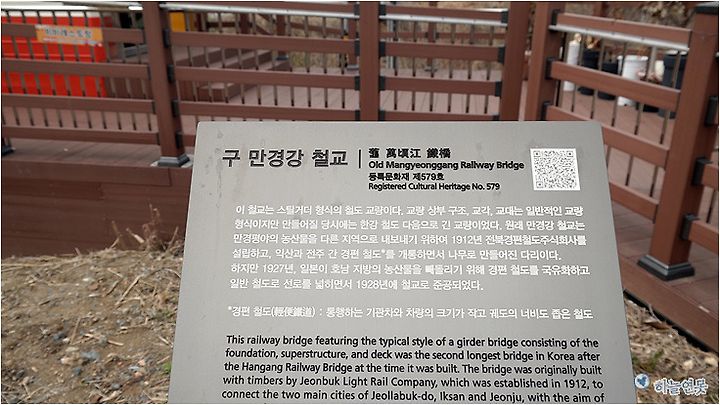 구 만경강 철교
舊 萬頃江 鐵橋
Old Mangyeonggang Railway Bridge
등록문화재 제579호
Registered Cultural Heritage No. 579
이 철교는 스틸거더 형식의 철도 교량이다. 교량 상부 구조, 교각, 교대는 일반적인 교량
형식이지만 만들어질 당시에는 한강 철도 다음으로 긴 교량이었다. 원래 만경강 철교는
만경평야의 농산물을 다른 지역으로 내보내기 위하여 1912년 전북경편철도주식회사를
설립하고, 익산과 전주 간 경편 철도*를 개통하면서 나무로 만들어진 다리이다.
하지만 1927년, 일본이 호남 지방의 농산물을 빼돌리기 위해 경편 철도를 국유화하고
일반 철도로 선로를 넓히면서 1928년에 철교로 준공되었다.
*경편 철도(輕便鐵道) : 통행하는 기관차와 차량의 크기가 작고 궤도의 너비도 좁은 철도
This railway bridge featuring the typical style of a girder bridge consisting of the
foundation, superstructure, and deck was the second longest bridge in Korea after
the Hangang Railway Bridge at the time it was built. The bridge was originally built
with timbers by Jeonbuk Light Rail Company, which was established in 1912, to
connect the two main cities of Jeollabuk-do, Iksan and Jeonju, with the aim of
하늘연못